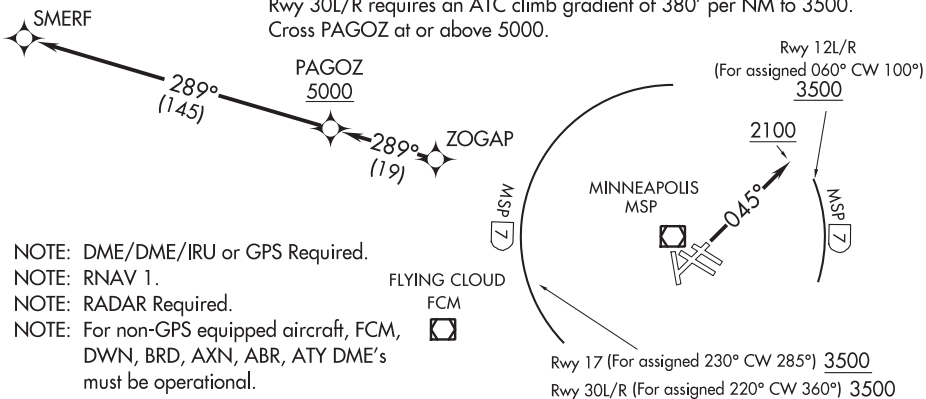 Rwy 30L/R requires an ATC climb gradient of 380' per NM to 3500.
Cross PAGOZ at or above 5000.
SMERF
289°
(145)
PAGOZ
5000
289°
(19)
ZOGAP
Rwy 12L/R
(For assigned 060° CW 100°)
3500
2100
MSP 7
MINNEAPOLIS
MSP
045°
MSP 7
NOTE: DME/DME/IRU or GPS Required.
NOTE: RNAV 1.
NOTE: RADAR Required.
NOTE: For non-GPS equipped aircraft, FCM,
DWN, BRD, AXN, ABR, ATY DME's
must be operational.
FLYING CLOUD
FCM
Rwy 17 (For assigned 230° CW 285°) 3500
Rwy 30L/R (For assigned 220° CW 360°) 3500